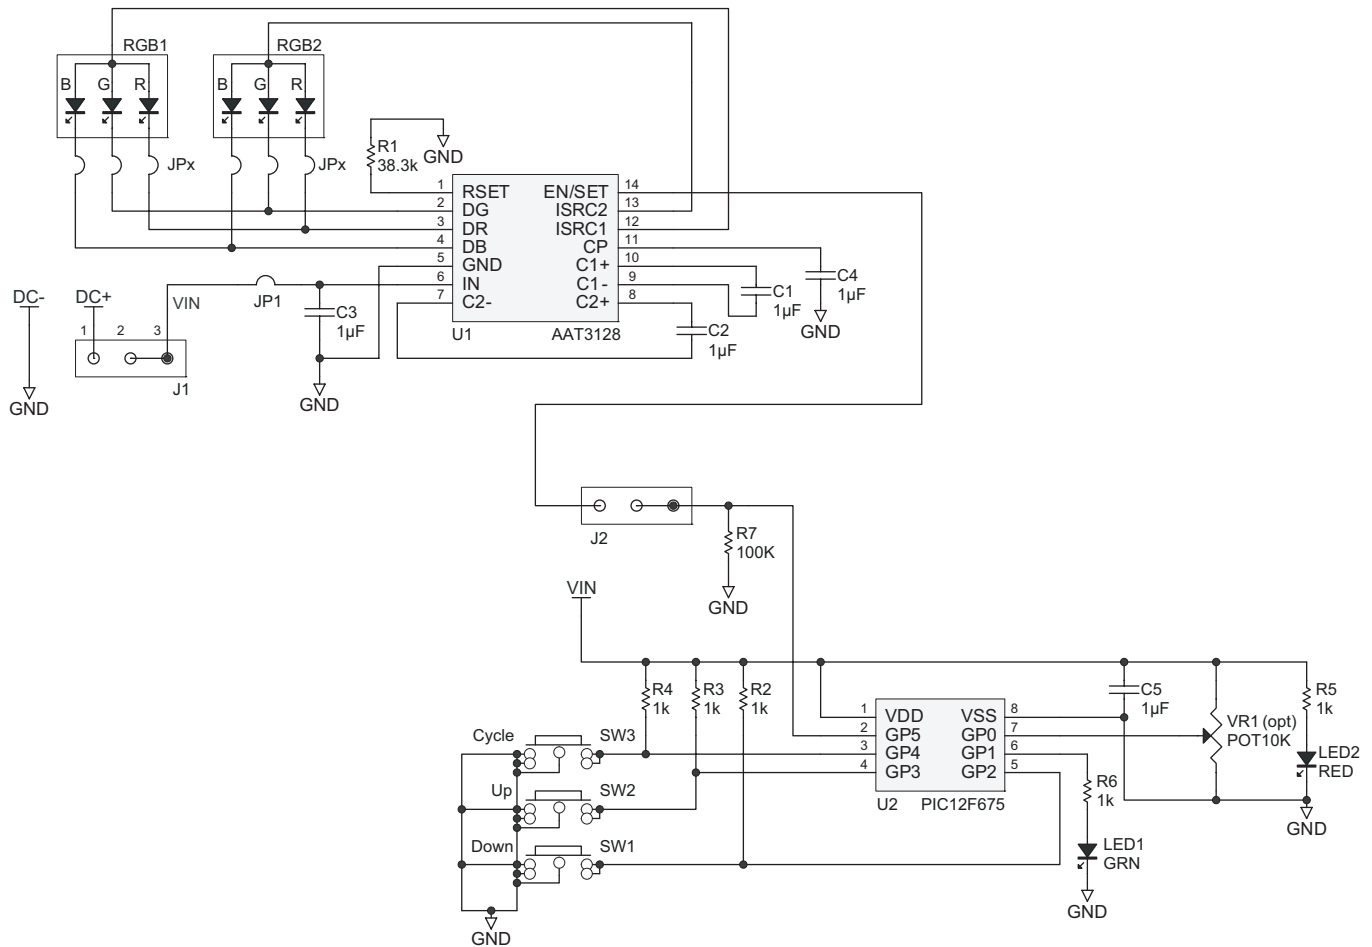 RGB1
RGB2
B
G
R
B
G
R
JPx
JPx
R1
38.3k
GND
1
2
3
4
5
6
7
RSET
DG
DR
DB
GND
IN
C2-
EN/SET
ISRC2
ISRC1
CP
C1+
C1-
C2+
14
13
12
11
10
9
8
U1
AAT3128
C4
1µF
GND
C1
1µF
C2
1µF
DC-
GND
DC+
VIN
1
2
3
J1
JP1
C3
1µF
GND
J2
R7
100K
GND
VIN
R4
1k
R3
1k
R2
1k
C5
1µF
R5
1k
VR1 (opt)
POT10K
LED2
RED
GND
1
2
3
4
VDD
GP5
GP4
GP3
VSS
GP0
GP1
GP2
8
7
6
5
U2
PIC12F675
R6
1k
LED1
GRN
GND
Cycle
SW3
Up
SW2
Down
SW1
GND